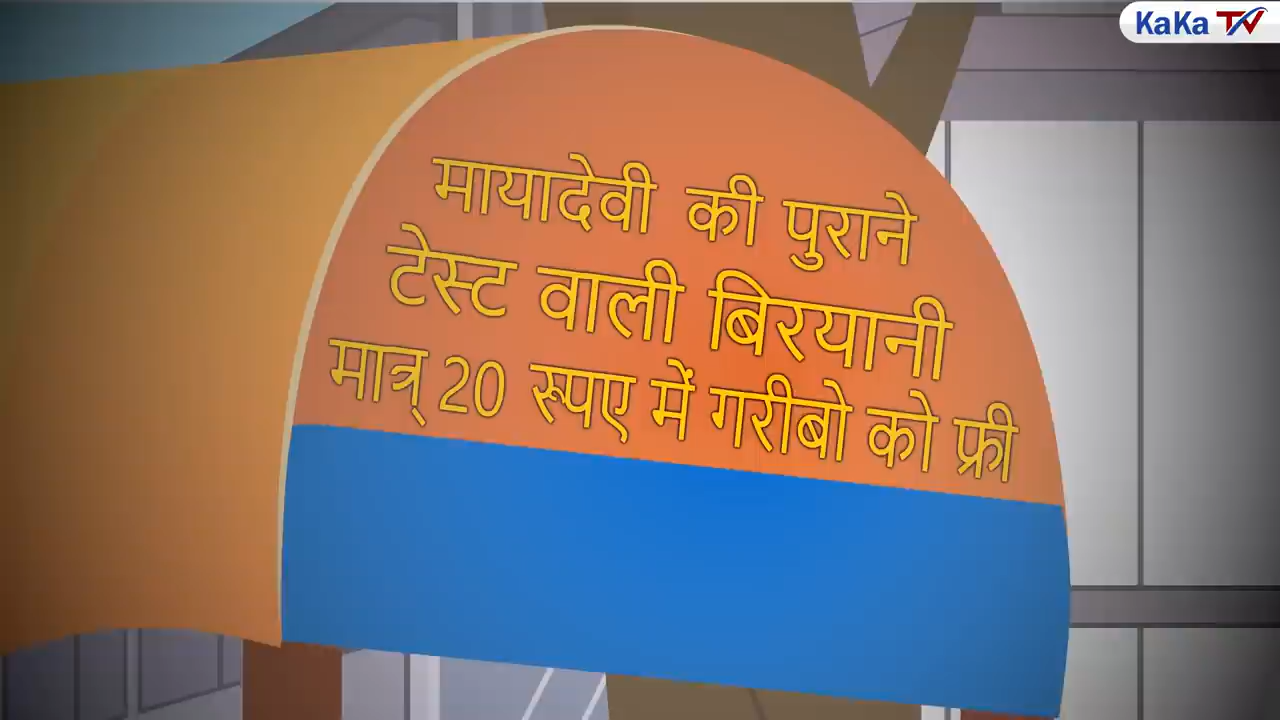 KaKa TV
मायादेवी की पुराने
टेस्ट वाली बिरयानी
मात्र् 20 रूपए में गरीबो को फ्री